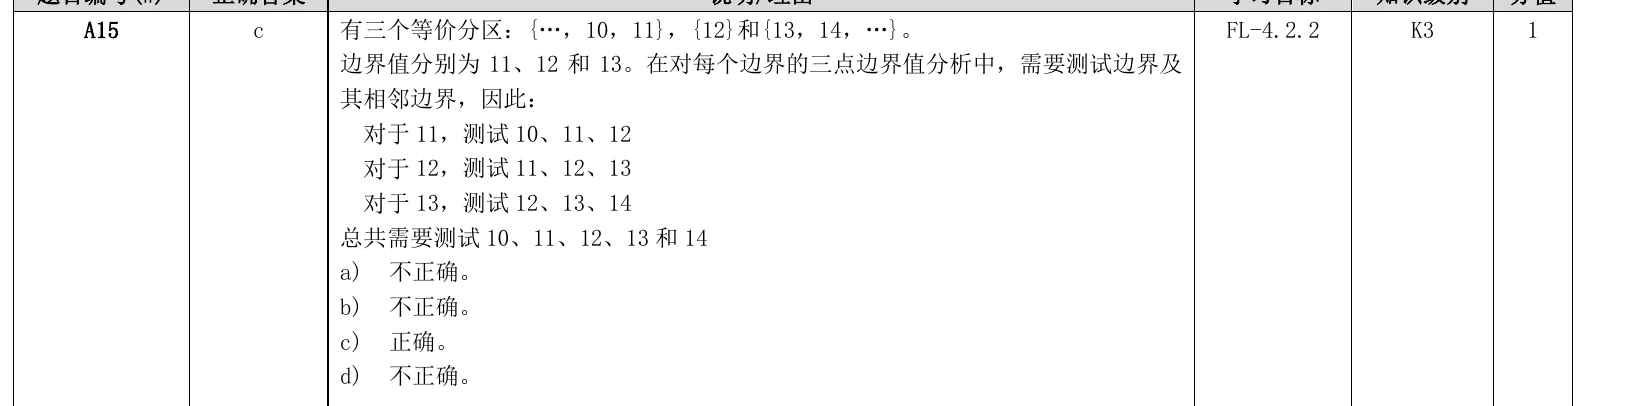 A15
c
有三个等价分区：{…，10，11}，{12}和{13，14，…}。
FL-4.2.2
K3
1
边界值分别为 11、12 和 13。在对每个边界的三点边界值分析中，需要测试边界及
其相邻边界，因此：
对于 11，测试 10、11、12
对于 12，测试 11、12、13
对于 13，测试 12、13、14
总共需要测试 10、11、12、13 和 14
a) 不正确。
b) 不正确。
c) 正确。
d) 不正确。